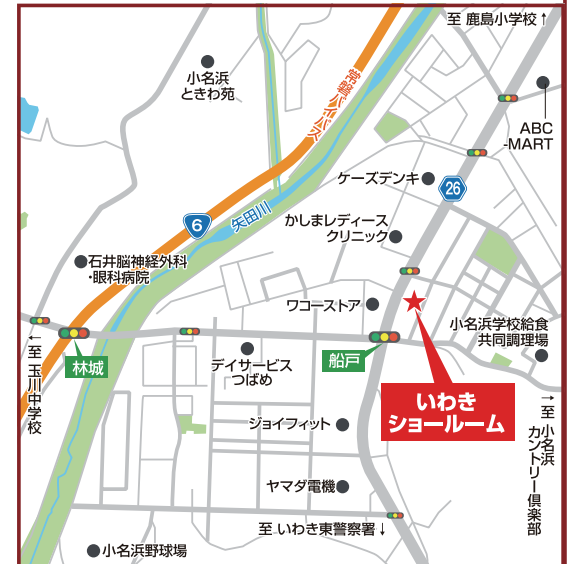 至 鹿島小学校↑
小名浜
ときわ苑
常磐バイパス
ABC
-MART
ケーズデンキ
26
6
矢田川
かしまレディース
クリニック
石井脳神経外科
・眼科病院
ワコーストア
小名浜学校給食
共同調理場
林城
船戸
デイサービス
つばめ
←至 玉川中学校
いわき
ショールーム
→至 小名浜
カントリー倶楽部
ジョイフィット
ヤマダ電機
至 いわき東警察署↓
小名浜野球場